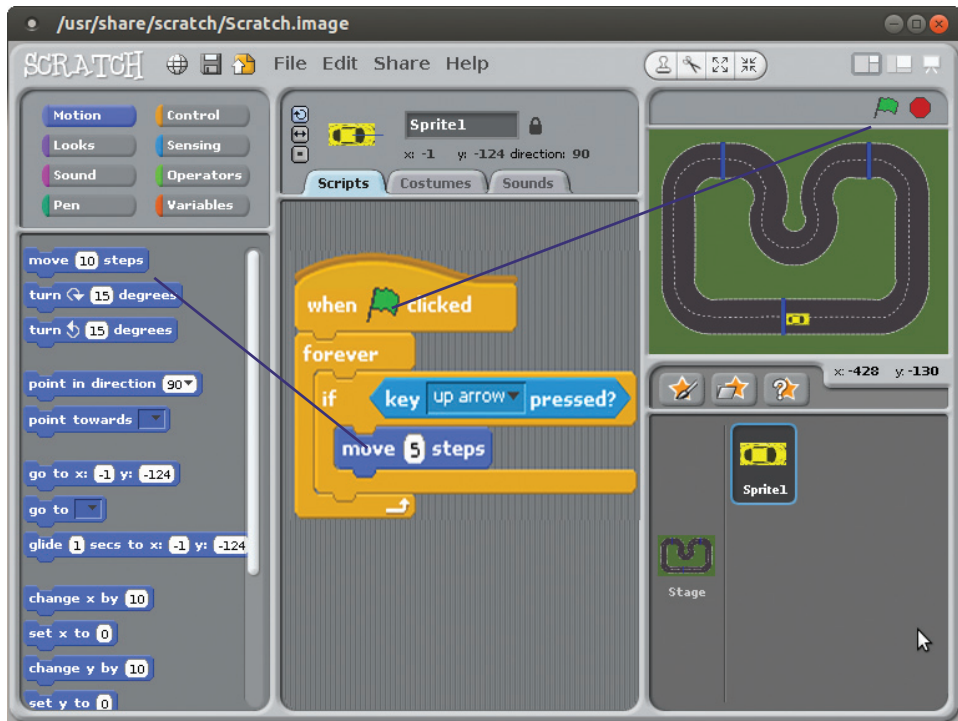 /usr/share/scratch/Scratch.image
SCRATCH File Edit Share Help
Motion Control
Looks Sensing
Sound Operators
Pen Variables
move 10 steps
turn 15 degrees
turn 15 degrees
point in direction 90
point towards
go to x: -1 y: -124
go to
glide 1 secs to x: -1 y: -124
change x by 10
set x to 0
change y by 10
set y to 0
Sprite1
x: -1 y: -124 direction: 90
Scripts Costumes Sounds
when clicked
forever
if key up arrow pressed?
move 5 steps
x: -428 y: -130
Sprite1
Stage